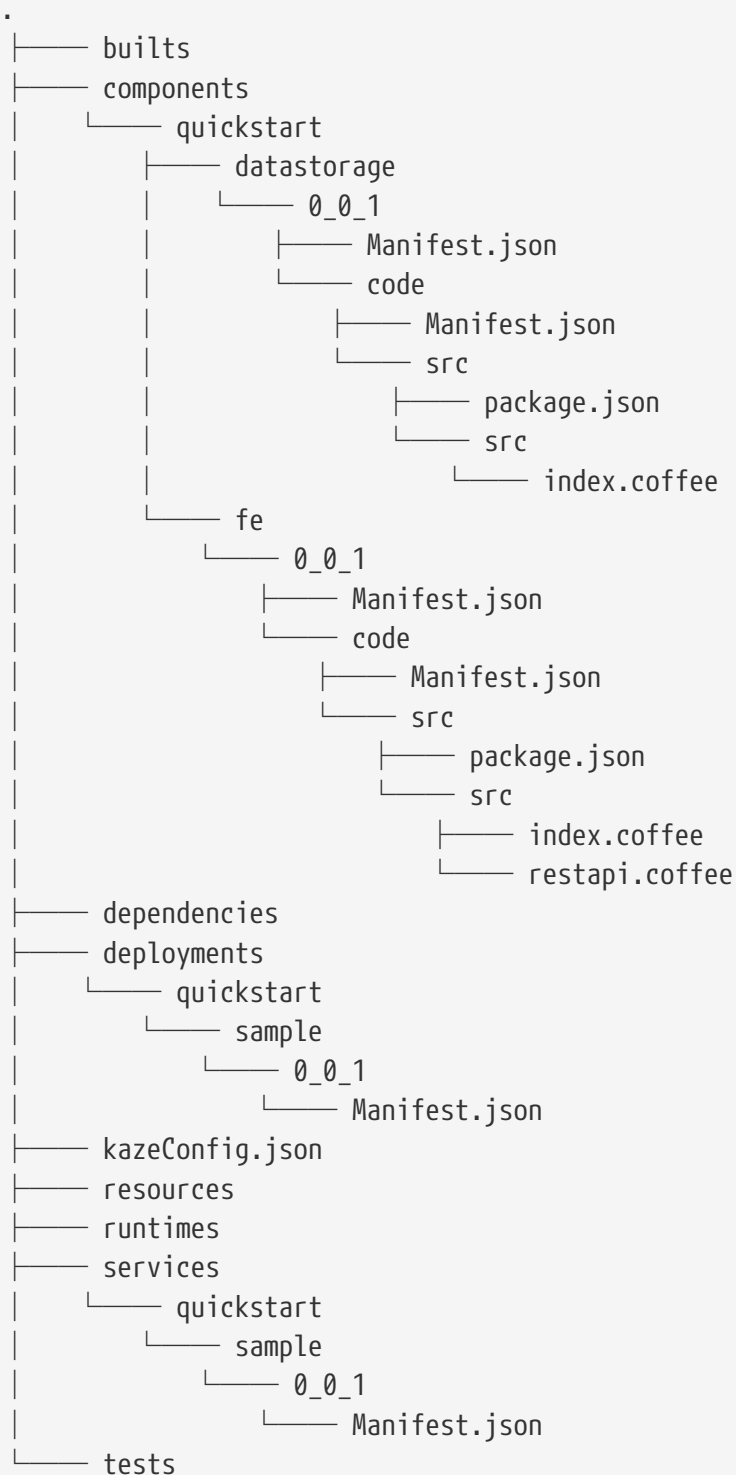 .
├── builts
├── components
│   └── quickstart
│       ├── datastorage
│       │   └── 0_0_1
│       │       ├── Manifest.json
│       │       └── code
│       │           ├── Manifest.json
│       │           └── src
│       │               ├── package.json
│       │               └── src
│       │                   └── index.coffee
│       └── fe
│           └── 0_0_1
│               ├── Manifest.json
│               └── code
│                   ├── Manifest.json
│                   └── src
│                       ├── package.json
│                       └── src
│                           ├── index.coffee
│                           └── restapi.coffee
├── dependencies
├── deployments
│   └── quickstart
│       └── sample
│           └── 0_0_1
│               └── Manifest.json
├── kazeConfig.json
├── resources
├── runtimes
├── services
│   └── quickstart
│       └── sample
│           └── 0_0_1
│               └── Manifest.json
└── tests